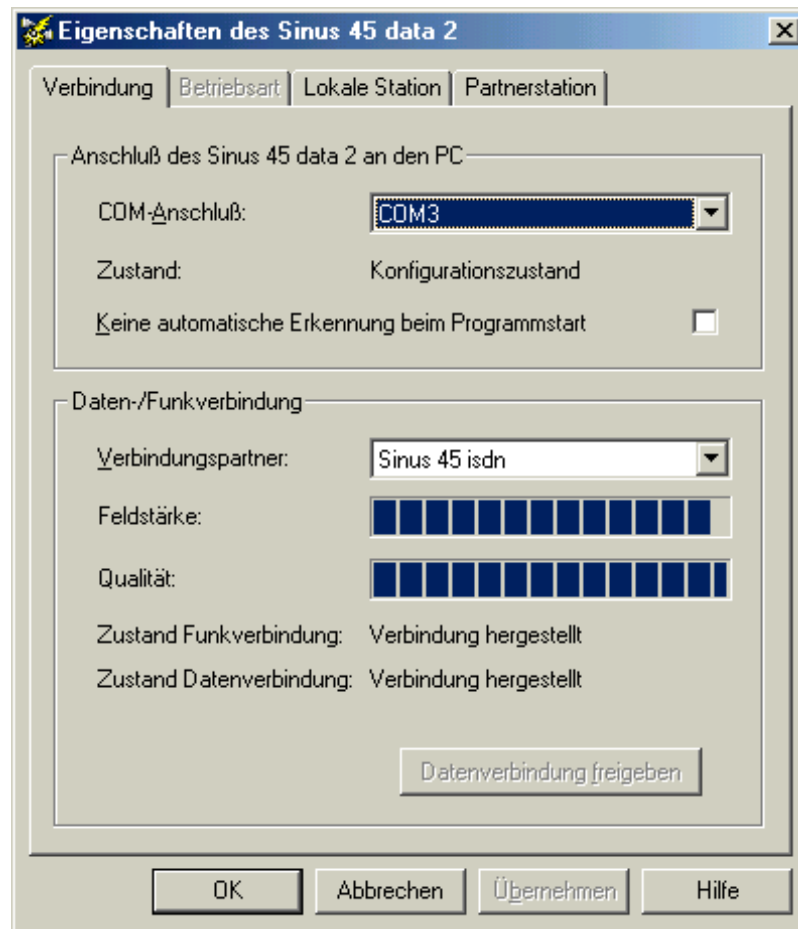 Eigenschaften des Sinus 45 data 2
Verbindung Betriebsart Lokale Station Partnerstation
Anschluß des Sinus 45 data 2 an den PC
COM-Anschluß: COM3
Zustand: Konfigurationszustand
Keine automatische Erkennung beim Programmstart
Daten-/Funkverbindung
Verbindungspartner: Sinus 45 isdn
Feldstärke:
Qualität:
Zustand Funkverbindung: Verbindung hergestellt
Zustand Datenverbindung: Verbindung hergestellt
Datenverbindung freigeben
OK Abbrechen Übernehmen Hilfe